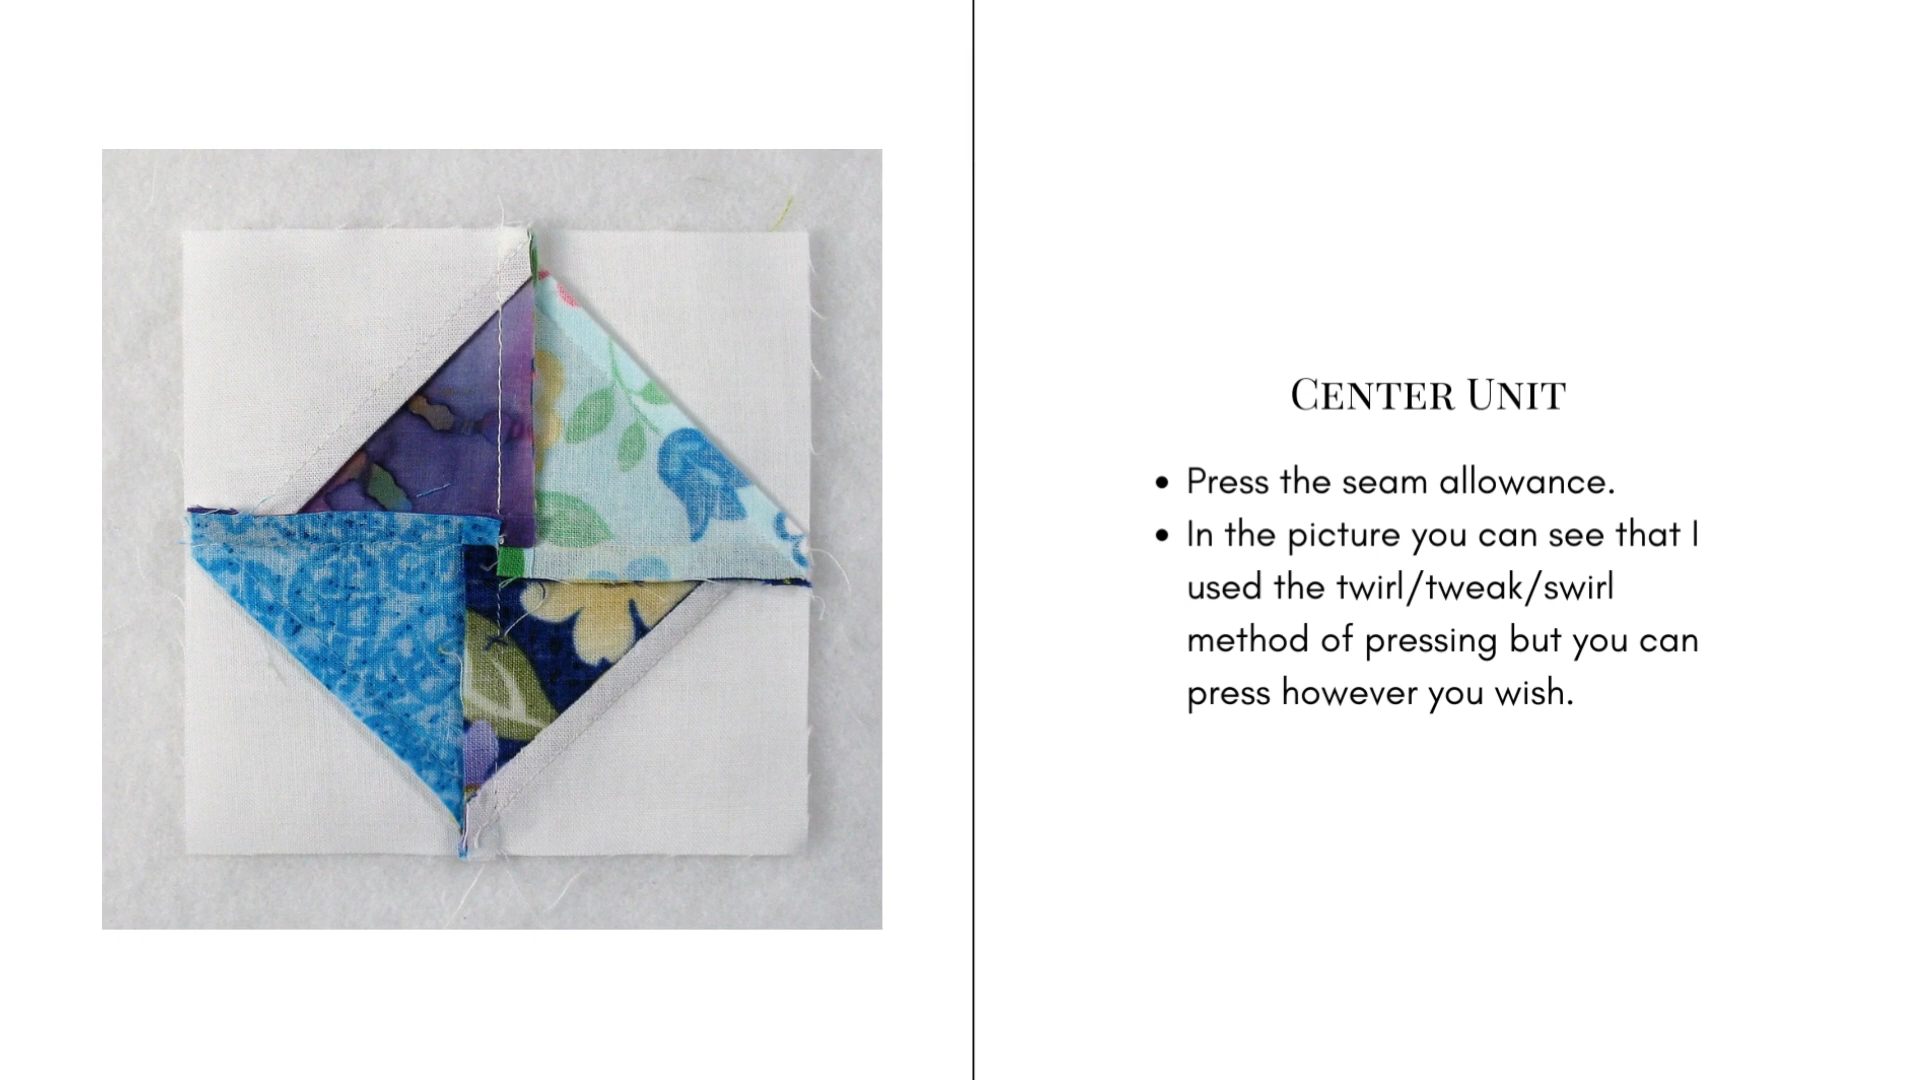 Center Unit
• Press the seam allowance.
• In the picture you can see that I
used the twirl/tweak/swirl
method of pressing but you can
press however you wish.